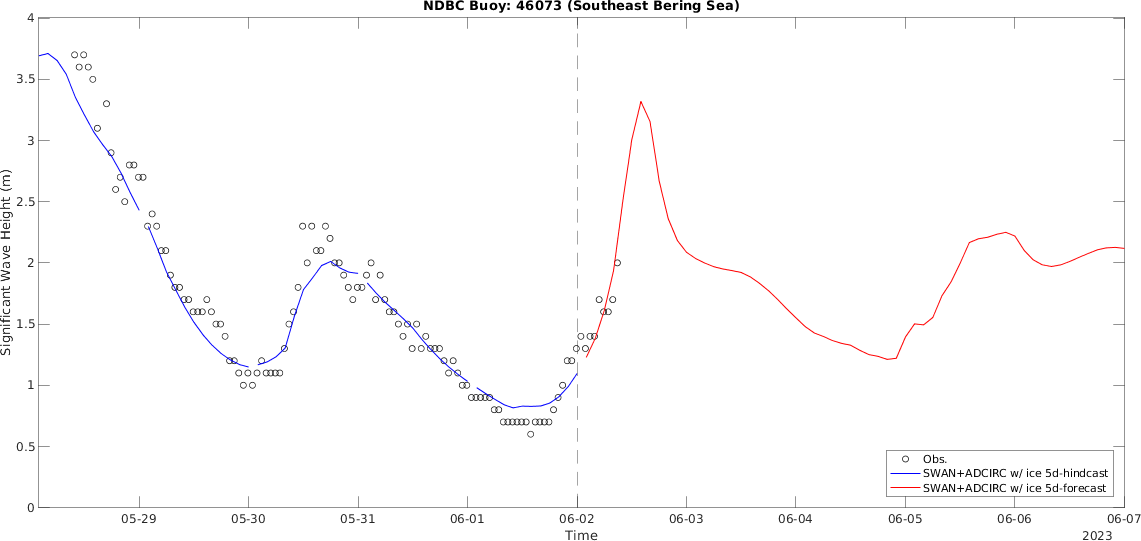 NDBC Buoy: 46073 (Southeast Bering Sea)
4
3.5
3
2.5
2
1.5
1
0.5
0
Significant Wave Height (m)
Obs.
SWAN+ADCIRC w/ ice 5d-hindcast
SWAN+ADCIRC w/ ice 5d-forecast
05-29 05-30 05-31 06-01 06-02 06-03 06-04 06-05 06-06 06-07
Time
2023